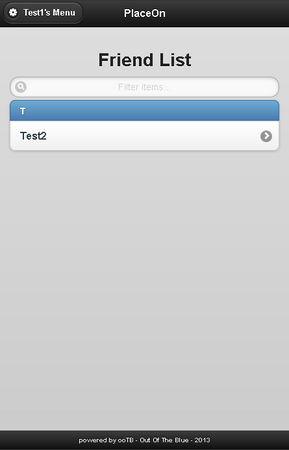 Test1's Menu
PlaceOn
Friend List
Filter items...
T
Test2
powered by ooTB - Out Of The Blue - 2013